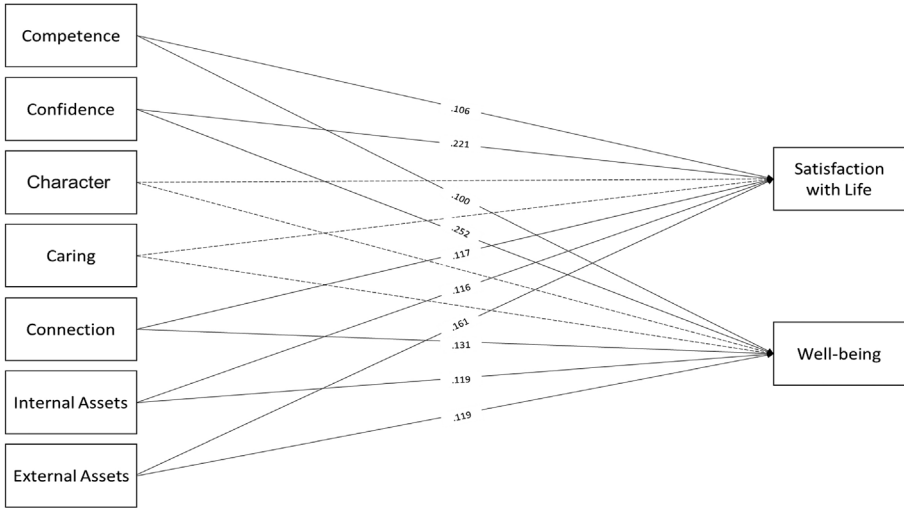 Competence
Confidence
Character
Caring
Connection
Internal Assets
External Assets
.106
.221
.100
.252
.117
.116
.161
.131
.119
.119
Satisfaction
with Life
Well-being